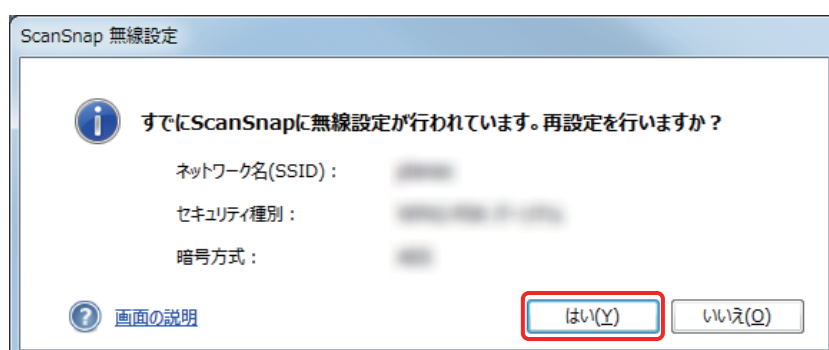 ScanSnap 無線設定
すでにScanSnapに無線設定が行われています。再設定を行いますか？
ネットワーク名(SSID)：
セキュリティ種別：
暗号方式：
画面の説明
はい(Y)
いいえ(O)